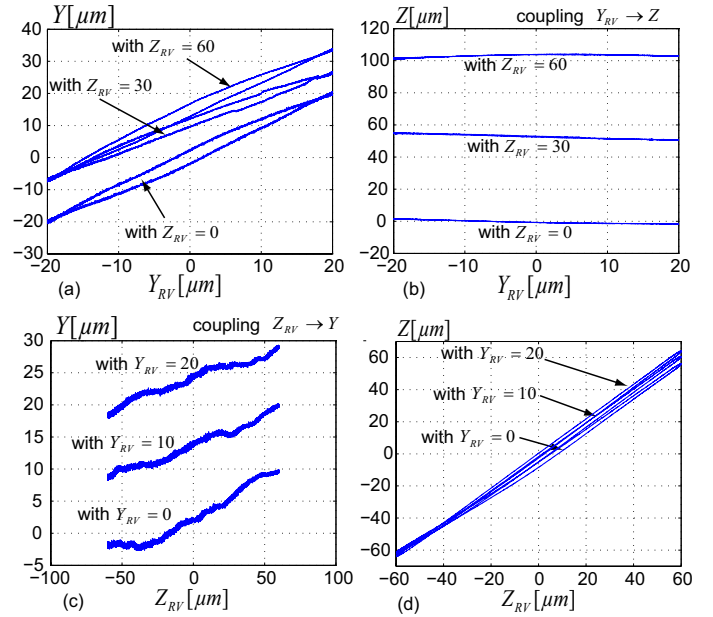 Y[μm]
40
30
20
10
0
−10
20
30
with Z_RV = 60
with Z_RV = 30
with Z_RV = 0
−20 −10 0 10 20
(a) Y_RV[μm]
Z[μm] coupling Y_RV → Z
120
100
80
60
40
20
0
−20
with Z_RV = 60
with Z_RV = 30
with Z_RV = 0
−20 −10 0 10 20
(b) Y_RV[μm]
Y[μm] coupling Z_RV → Y
30
25
20
15
10
5
0
−5
with Y_RV = 20
with Y_RV = 10
with Y_RV = 0
−100 −50 0 50 100
(c) Z_RV[μm]
Z[μm]
60
40
20
0
−20
−40
−60
with Y_RV = 20
with Y_RV = 10
with Y_RV = 0
−60 −40 −20 0 20 40 60
(d) Z_RV[μm]